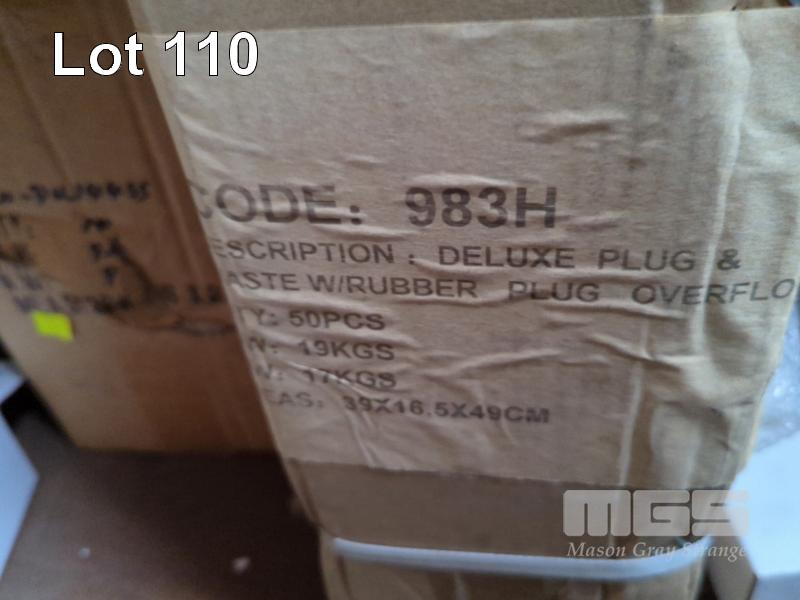 Lot 110
CODE: 983H
ESCRIPTION : DELUXE PLUG &
ASTE W/RUBBER PLUG OVERFLO
TY: 50PCS
W: 19KGS
W: 17KGS
EAS: 39X16.5X49CM
MGS
Mason Gray Strange